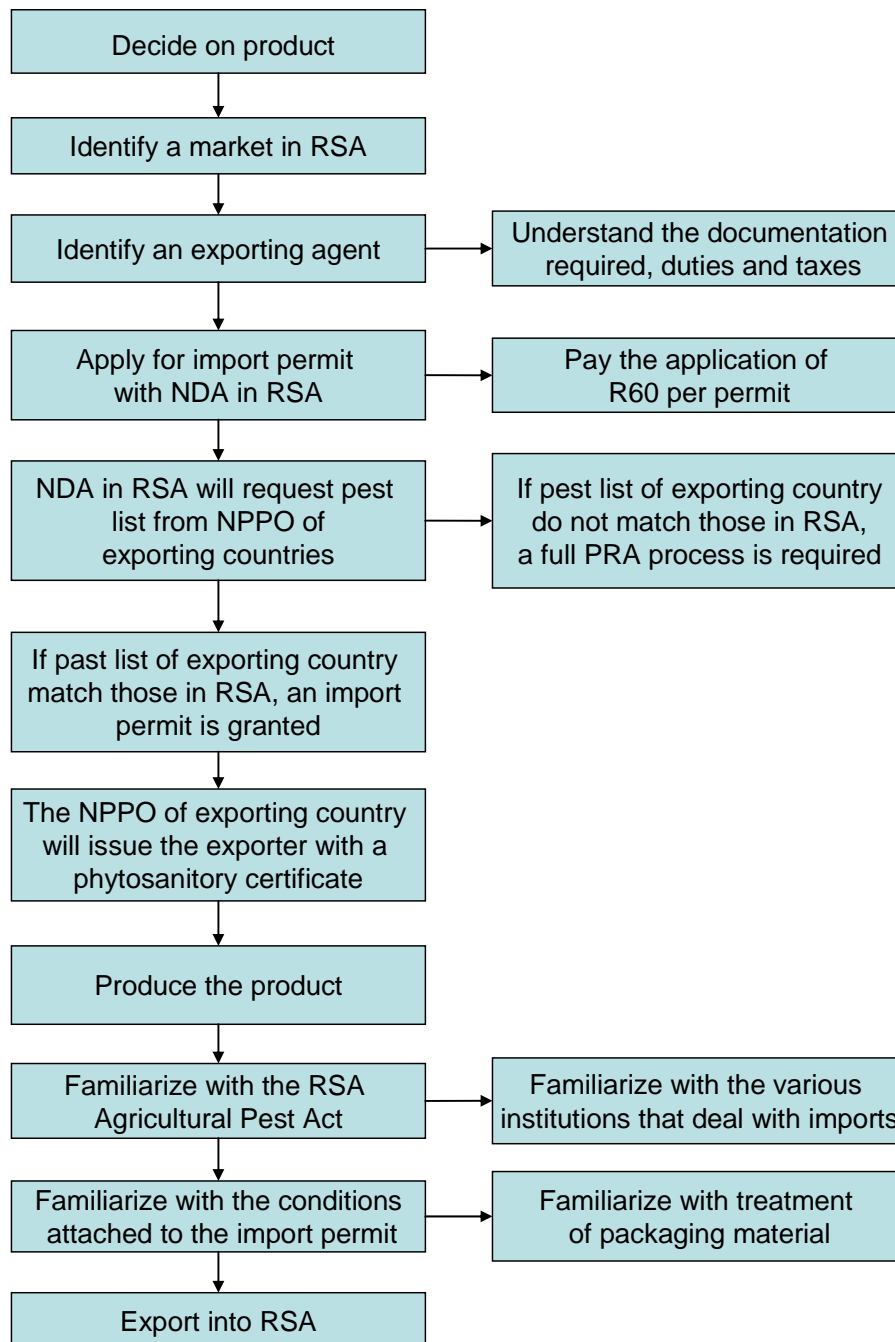 Decide on product
Identify a market in RSA
Identify an exporting agent
Understand the documentation
required, duties and taxes
Apply for import permit
with NDA in RSA
Pay the application of
R60 per permit
NDA in RSA will request pest
list from NPPO of
exporting countries
If pest list of exporting country
do not match those in RSA,
a full PRA process is required
If past list of exporting country
match those in RSA, an import
permit is granted
The NPPO of exporting country
will issue the exporter with a
phytosanitory certificate
Produce the product
Familiarize with the RSA
Agricultural Pest Act
Familiarize with the various
institutions that deal with imports
Familiarize with the conditions
attached to the import permit
Familiarize with treatment
of packaging material
Export into RSA